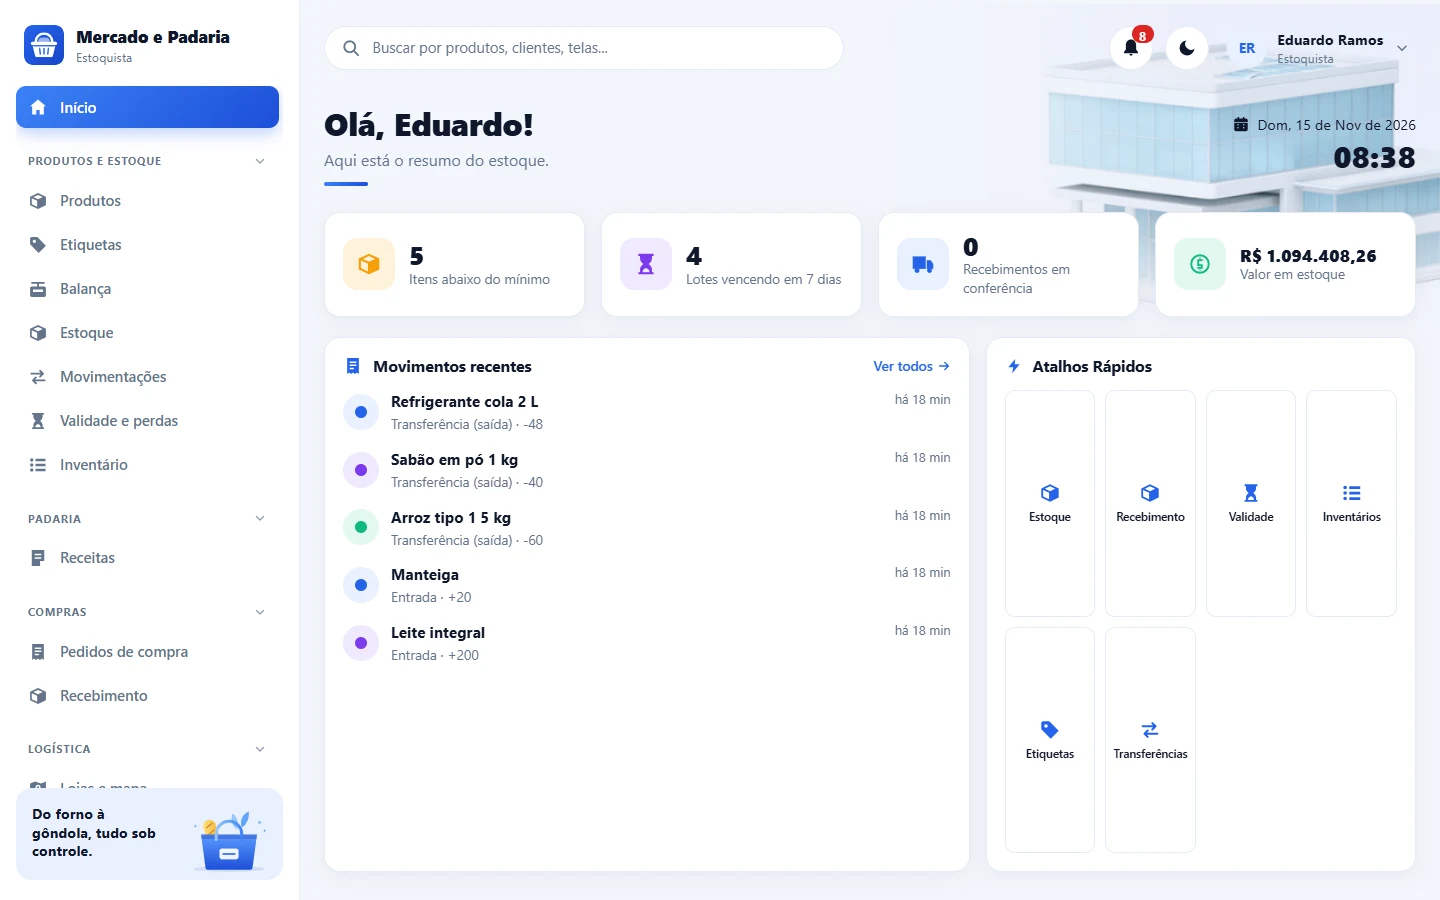 Mercado e Padaria
Estoquista
Início
PRODUTOS E ESTOQUE
Produtos
Etiquetas
Balança
Estoque
Movimentações
Validade e perdas
Inventário
PADARIA
Receitas
COMPRAS
Pedidos de compra
Recebimento
LOGÍSTICA
Lojas e mapa
Do forno à
gôndola, tudo sob
controle.
Buscar por produtos, clientes, telas...
8
ER
Eduardo Ramos
Estoquista
Olá, Eduardo!
Aqui está o resumo do estoque.
Dom, 15 de Nov de 2026
08:38
5
Itens abaixo do mínimo
4
Lotes vencendo em 7 dias
0
Recebimentos em
conferência
R$ 1.094.408,26
Valor em estoque
Movimentos recentes
Ver todos →
Refrigerante cola 2 L
há 18 min
Transferência (saída) · -48
Sabão em pó 1 kg
há 18 min
Transferência (saída) · -40
Arroz tipo 1 5 kg
há 18 min
Transferência (saída) · -60
Manteiga
há 18 min
Entrada · +20
Leite integral
há 18 min
Entrada · +200
Atalhos Rápidos
Estoque
Recebimento
Validade
Inventários
Etiquetas
Transferências